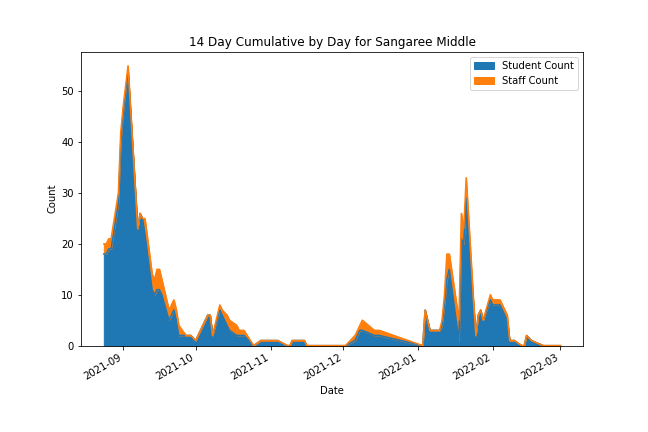 14 Day Cumulative by Day for Sangaree Middle
Student Count
Staff Count
50
40
30
20
10
0
Count
2021-09
2021-10
2021-11
2021-12
2022-01
2022-02
2022-03
Date